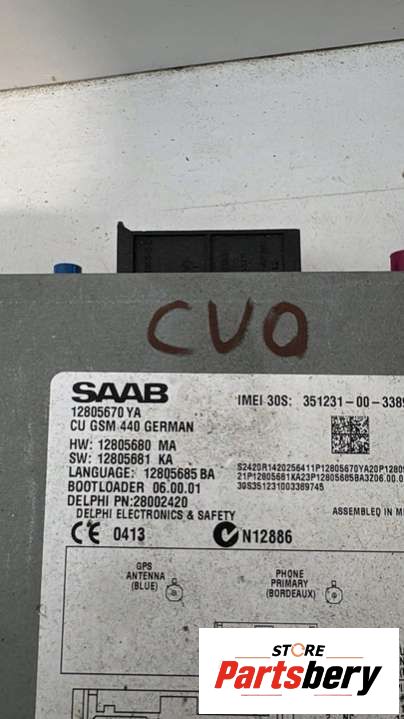 CUO
SAAB
12805670 YA
CU GSM 440 GERMAN
HW: 12805680 MA
SW: 12805681 KA
LANGUAGE: 12805685 BA
BOOTLOADER 06.00.01
DELPHI PN:28002420
DELPHI ELECTRONICS & SAFETY
CE 0413
N12886
IMEI 30S: 351231-00-3389
S2420R1420256411P12805670YA20P12805
21P12805681KA23P12805685BA3Z06.00.0
30S351231003389745
ASSEMBLED IN ME
GPS
ANTENNA
(BLUE)
PHONE
PRIMARY
(BORDEAUX)
STORE
Partsbery